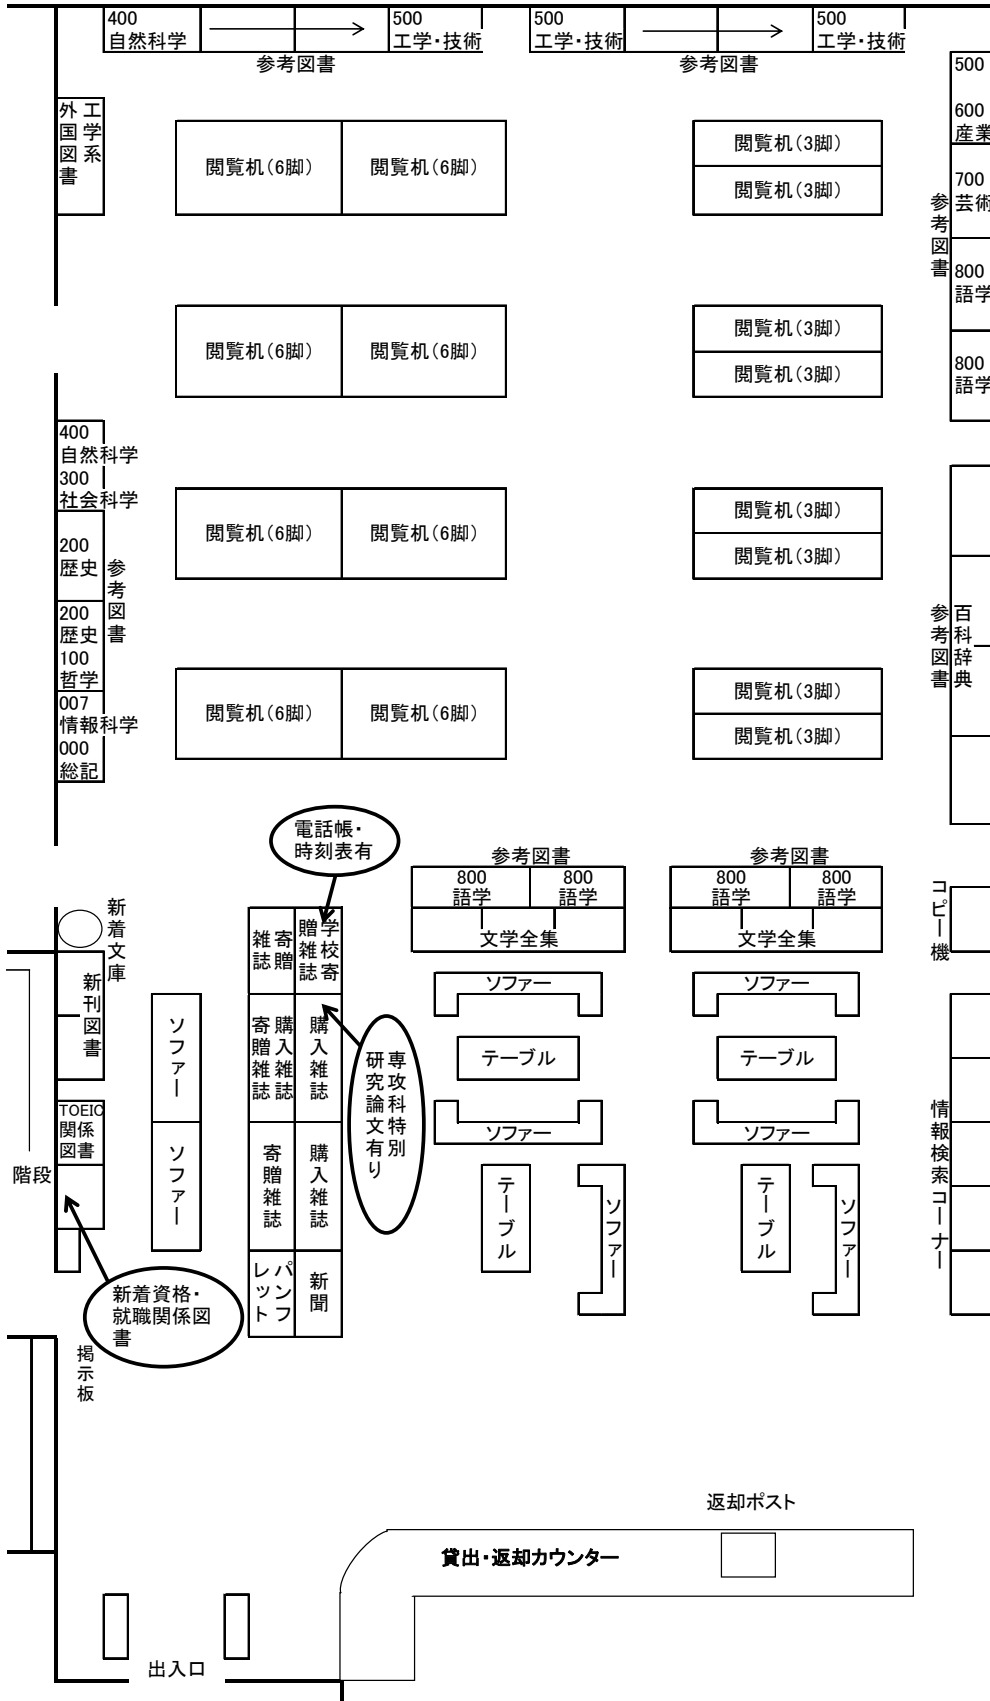 400
自然科学
500
工学・技術
500
工学・技術
500
工学・技術
参考図書
参考図書
工学系
外国図書
500
600
産業
700
芸術
800
語学
800
語学
参考図書
閲覧机(6脚)
閲覧机(6脚)
閲覧机(3脚)
閲覧机(3脚)
閲覧机(6脚)
閲覧机(6脚)
閲覧机(3脚)
閲覧机(3脚)
400
自然科学
300
社会科学
200
歴史
200
歴史
100
哲学
007
情報科学
000
総記
参考図書
閲覧机(6脚)
閲覧机(6脚)
閲覧机(3脚)
閲覧机(3脚)
百科辞典
参考図書
閲覧机(6脚)
閲覧机(6脚)
閲覧机(3脚)
閲覧机(3脚)
電話帳・
時刻表有
参考図書
800
語学
800
語学
文学全集
参考図書
800
語学
800
語学
文学全集
コピー機
新着文庫
新刊図書
寄贈
雑誌
学校寄
贈雑誌
ソファー
ソファー
購入雑誌
寄贈雑誌
購入雑誌
寄贈雑誌
購入雑誌
パンフ
レット
新聞
専攻科特別
研究論文有り
ソファー
テーブル
ソファー
テーブル
ソファー
ソファー
テーブル
ソファー
テーブル
ソファー
情報検索コーナー
TOEIC
関係
図書
階段
新着資格・
就職関係図
書
掲示板
返却ポスト
貸出・返却カウンター
出入口